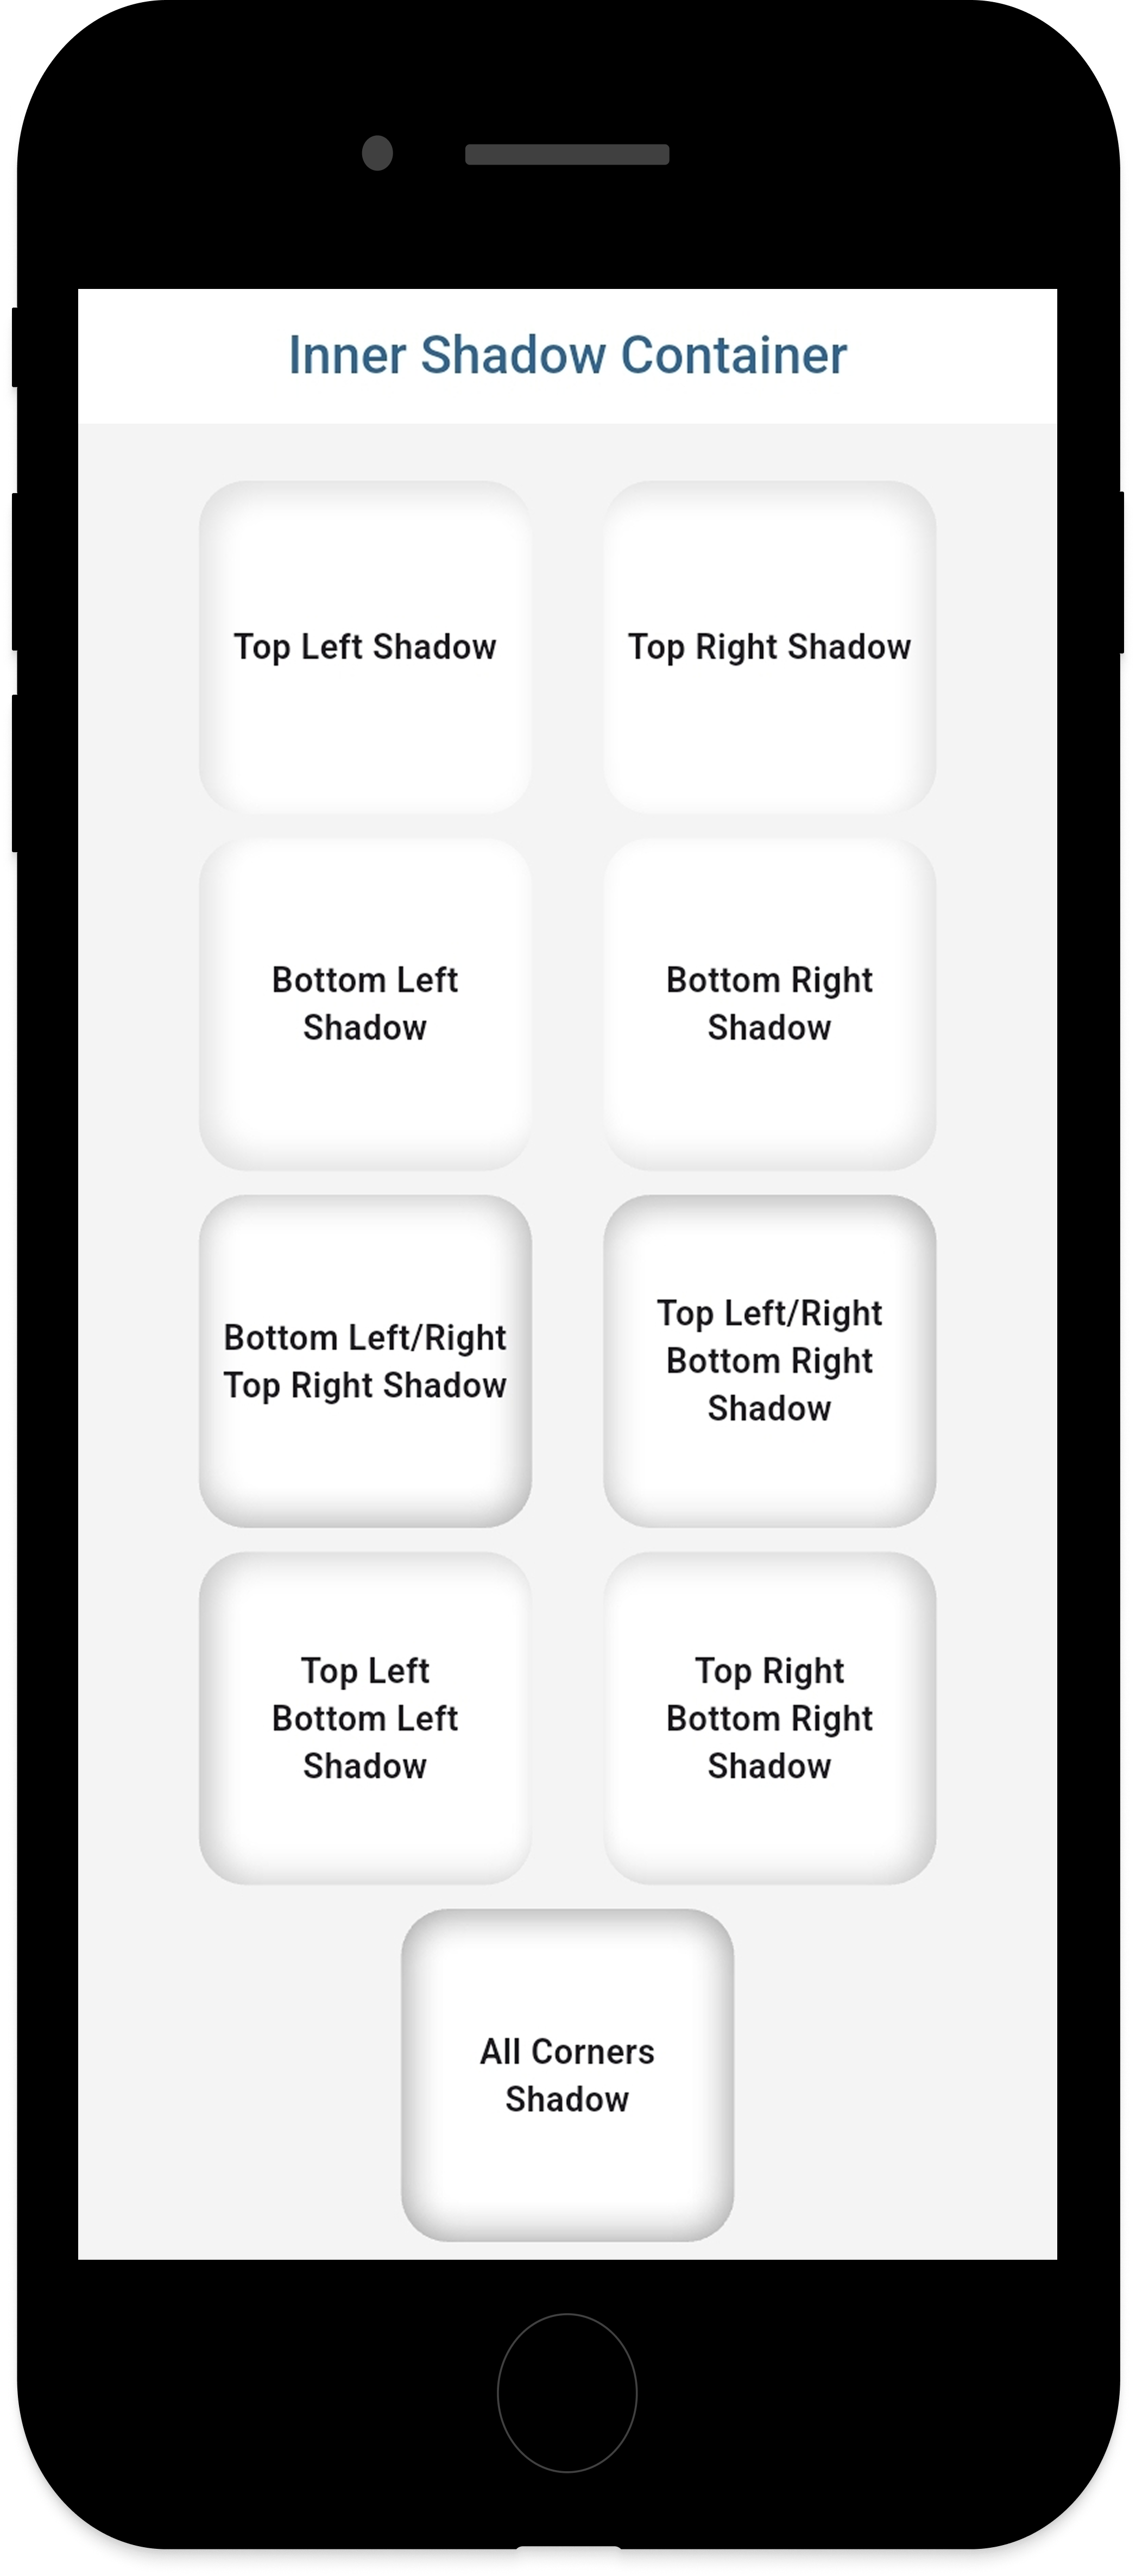 Inner Shadow Container
Top Left Shadow
Top Right Shadow
Bottom Left
Shadow
Bottom Right
Shadow
Bottom Left/Right
Top Right Shadow
Top Left/Right
Bottom Right
Shadow
Top Left
Bottom Left
Shadow
Top Right
Bottom Right
Shadow
All Corners
Shadow